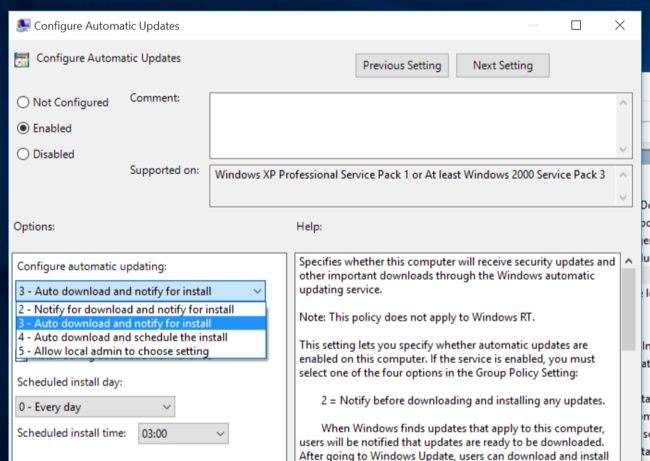 Configure Automatic Updates
Configure Automatic Updates
Previous Setting
Next Setting
Not Configured
Comment:
Enabled
Disabled
Supported on:
Windows XP Professional Service Pack 1 or At least Windows 2000 Service Pack 3
Options:
Help:
Configure automatic updating:
3 - Auto download and notify for install
2 - Notify for download and notify for install
3 - Auto download and notify for install
4 - Auto download and schedule the install
5 - Allow local admin to choose setting
Scheduled install day:
0 - Every day
Scheduled install time:
03:00
Specifies whether this computer will receive security updates and
other important downloads through the Windows automatic
updating service.
Note: This policy does not apply to Windows RT.
This setting lets you specify whether automatic updates are
enabled on this computer. If the service is enabled, you must
select one of the four options in the Group Policy Setting:
2 = Notify before downloading and installing any updates.
When Windows finds updates that apply to this computer,
users will be notified that updates are ready to be downloaded.
After going to Windows Update, users can download and install